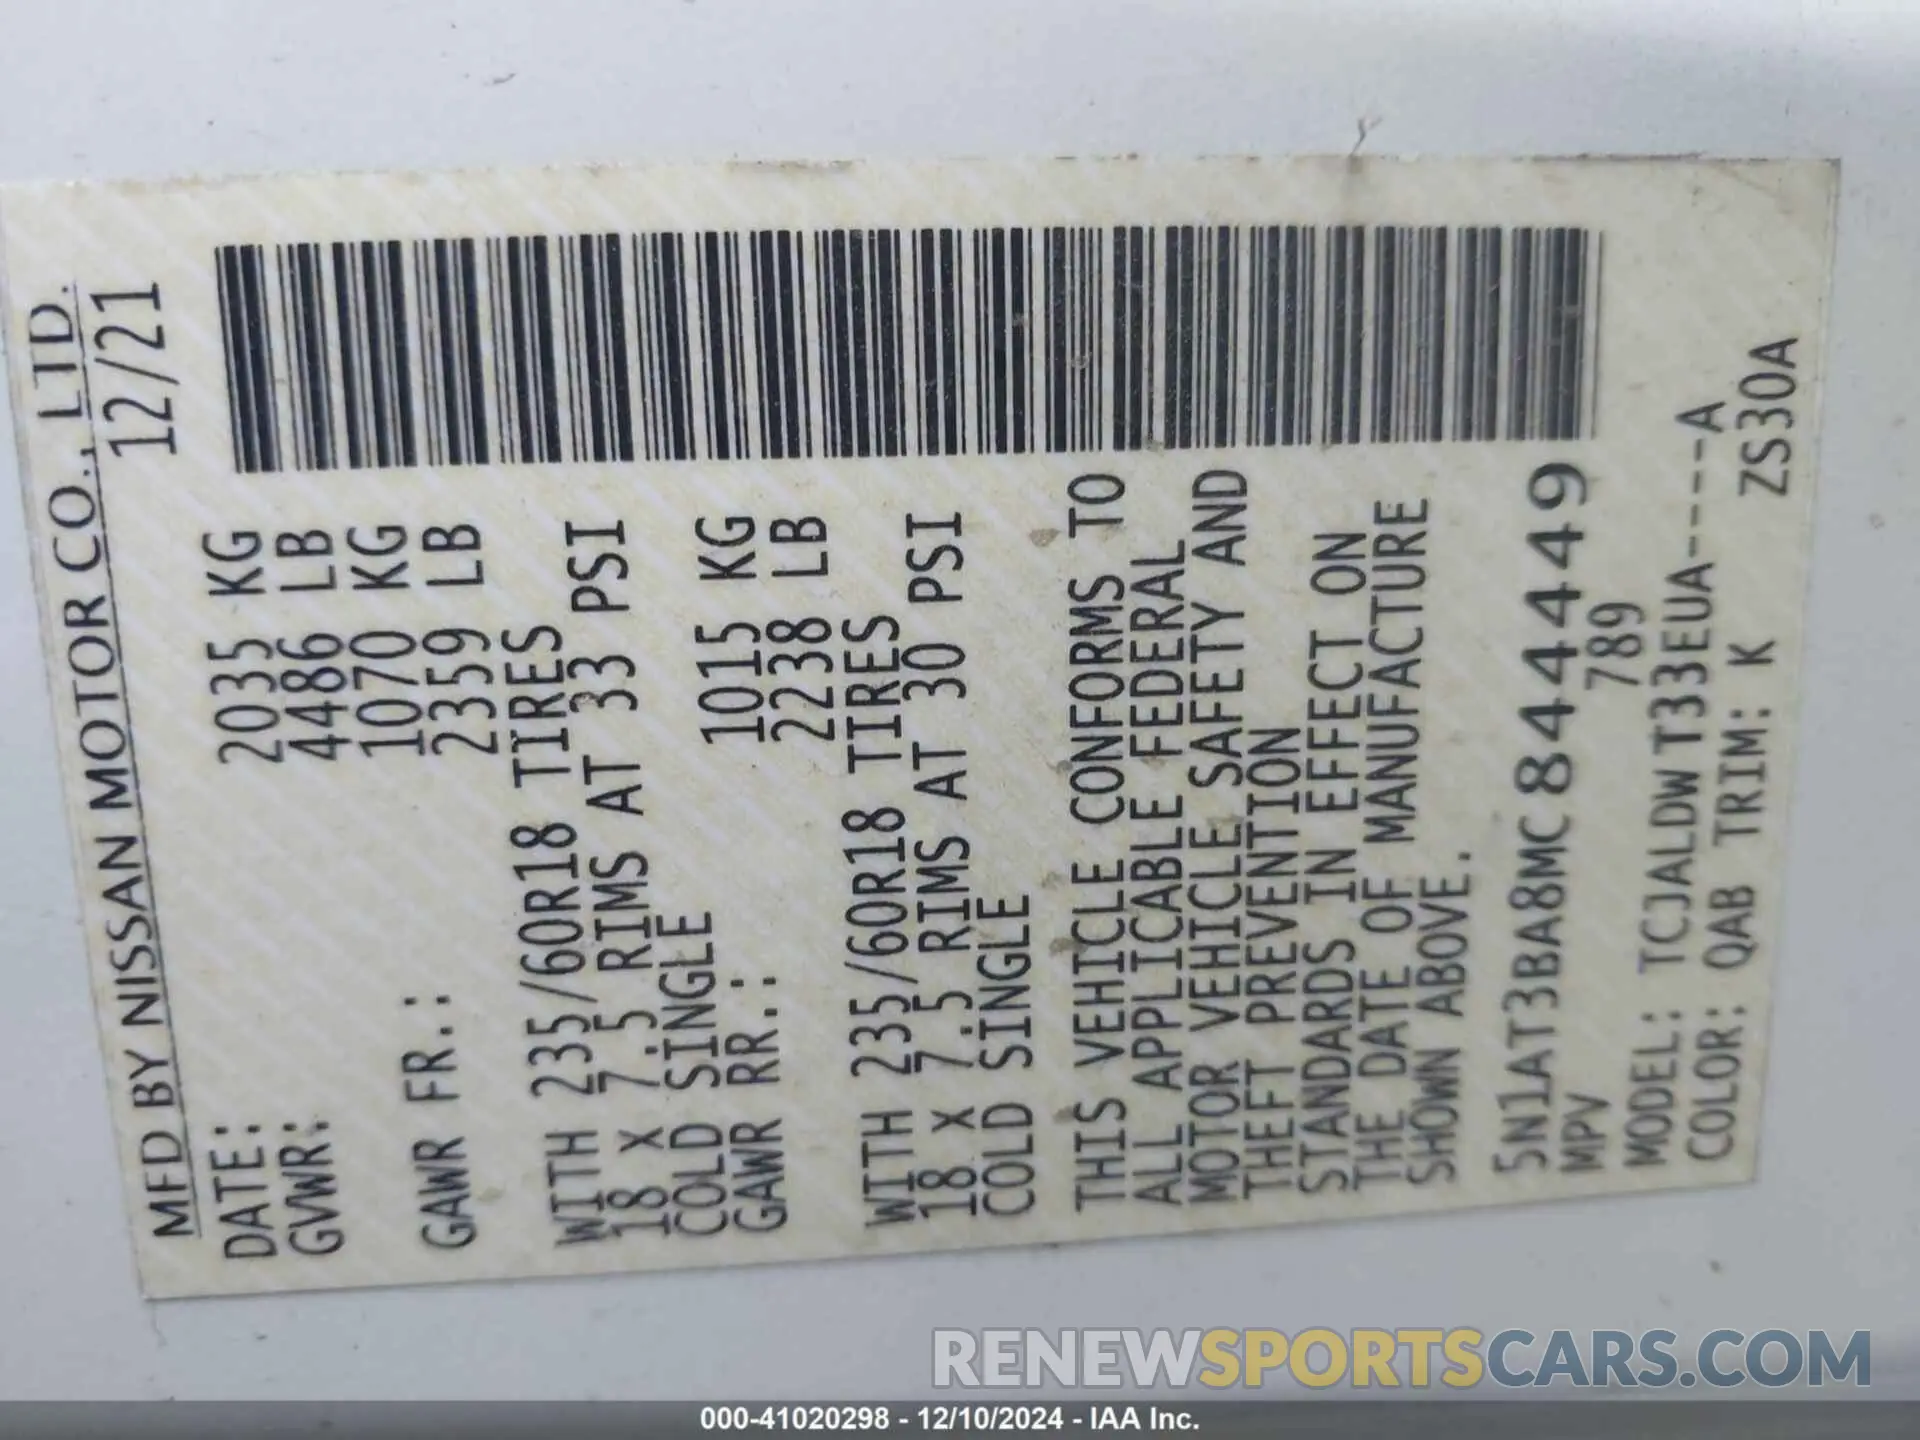 MFD BY NISSAN MOTOR CO., LTD.
DATE: 12/21
GVWR: 2035 KG
4486 LB
GAWR FR.: 1070 KG
2359 LB
WITH 235/60R18 TIRES
18 X 7.5 RIMS AT 33 PSI
COLD SINGLE
GAWR RR.: 1015 KG
2238 LB
WITH 235/60R18 TIRES
18 X 7.5 RIMS AT 30 PSI
COLD SINGLE
THIS VEHICLE CONFORMS TO
ALL APPLICABLE FEDERAL
MOTOR VEHICLE SAFETY AND
THEFT PREVENTION
STANDARDS IN EFFECT ON
THE DATE OF MANUFACTURE
SHOWN ABOVE.
5N1AT3BA8MC844449
MPV 789
MODEL: TCJALDWT33EUA-----A
COLOR: QAB TRIM: K ZS30A
RENEWSPORTSCARS.COM
000-41020298 - 12/10/2024 - IAA Inc.